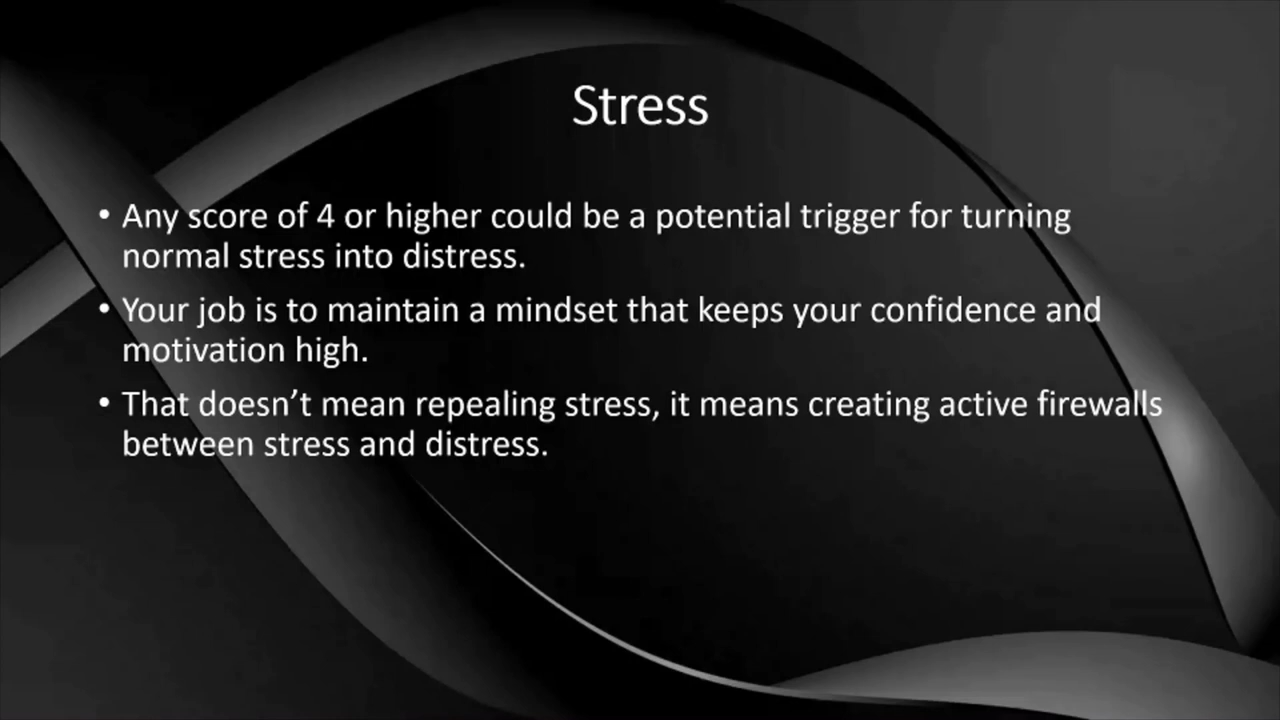 Stress
• Any score of 4 or higher could be a potential trigger for turning
normal stress into distress.
• Your job is to maintain a mindset that keeps your confidence and
motivation high.
• That doesn’t mean repealing stress, it means creating active firewalls
between stress and distress.